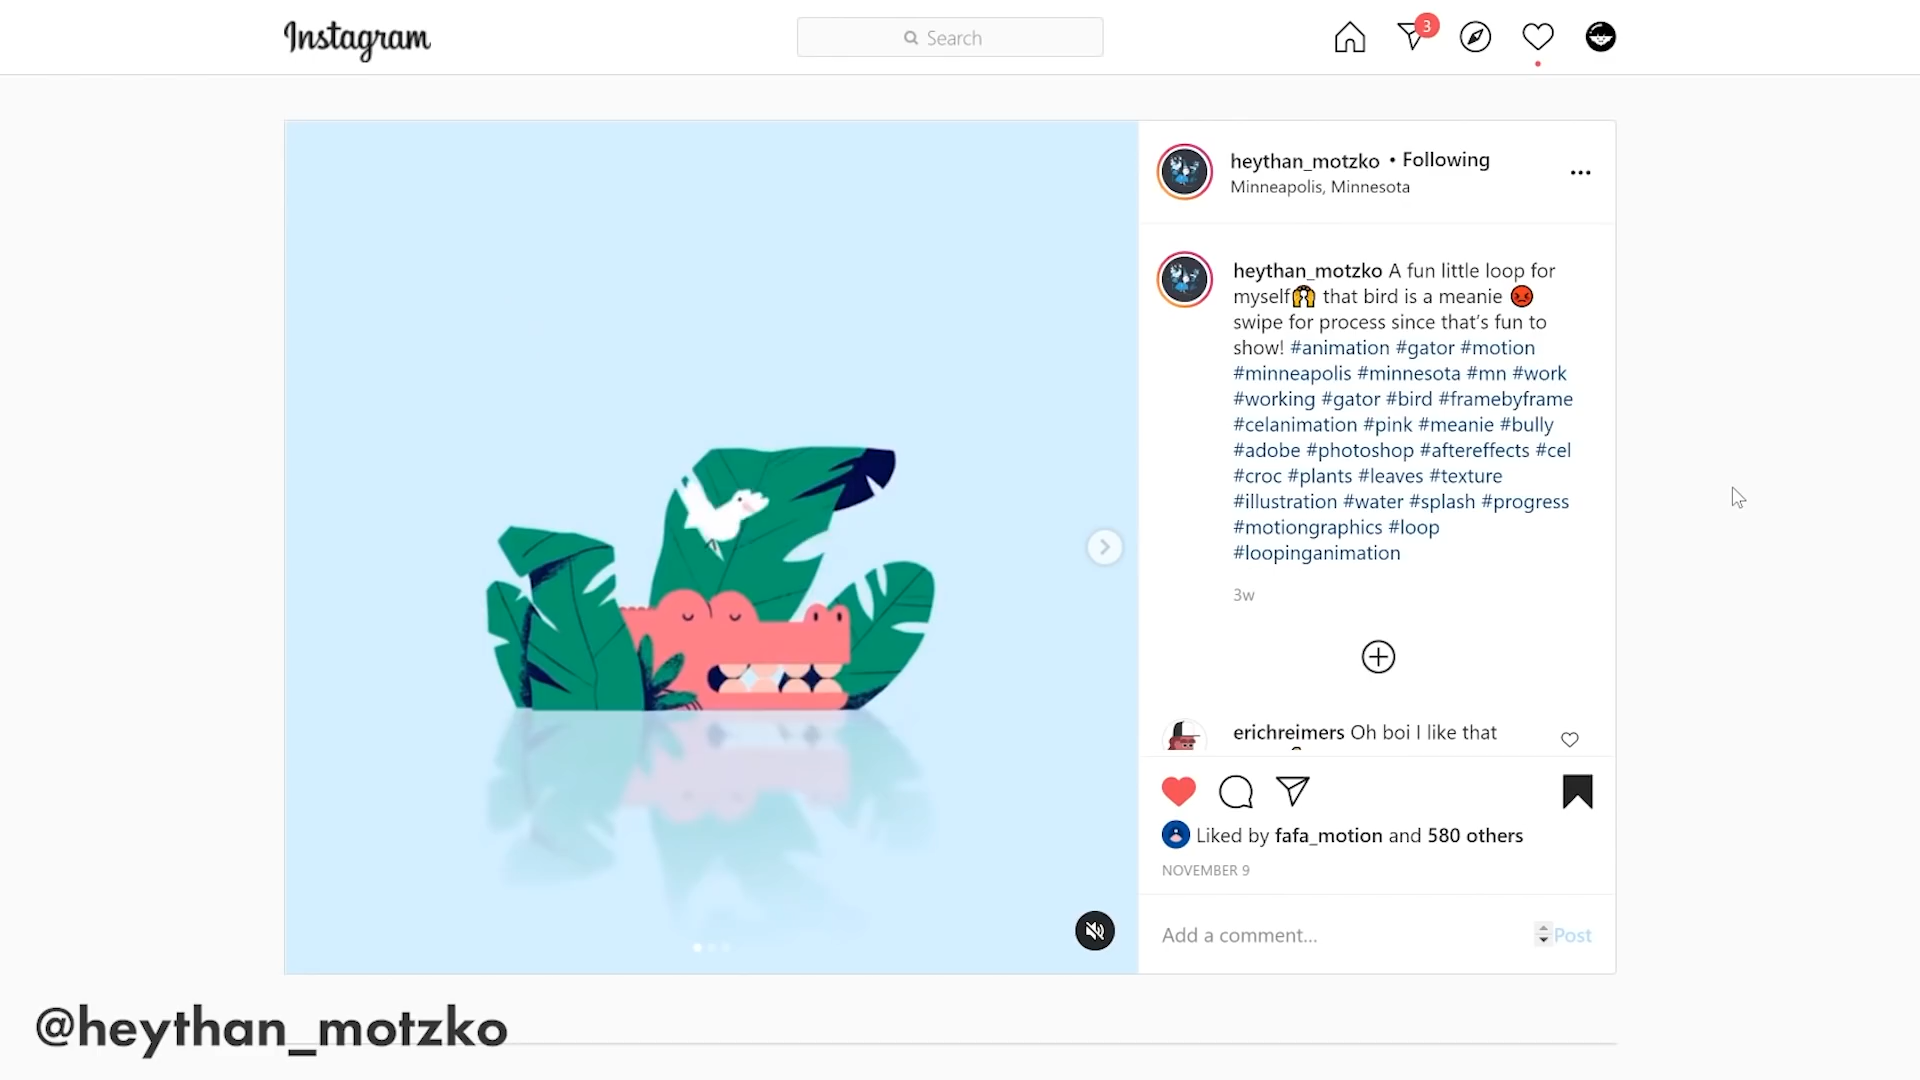 Instagram
Search
3
heythan_motzko • Following
Minneapolis, Minnesota
heythan_motzko A fun little loop for
myself🙌 that bird is a meanie 😡
swipe for process since that’s fun to
show! #animation #gator #motion
#minneapolis #minnesota #mn #work
#working #gator #bird #framebyframe
#celanimation #pink #meanie #bully
#adobe #photoshop #aftereffects #cel
#croc #plants #leaves #texture
#illustration #water #splash #progress
#motiongraphics #loop
#loopinganimation
3w
erichreimers Oh boi I like that
Liked by fafa_motion and 580 others
NOVEMBER 9
Add a comment...
Post
@heythan_motzko